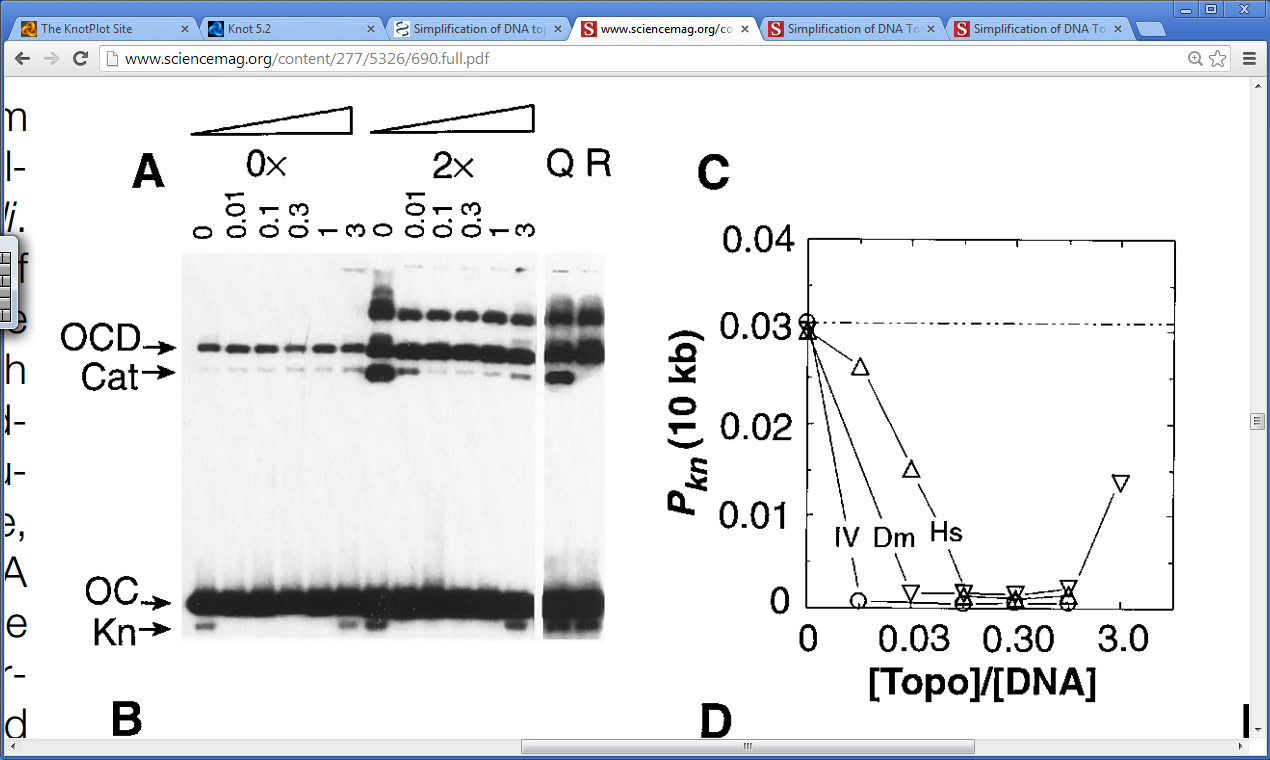 The KnotPlot Site
Knot 5.2
Simplification of DNA top
www.sciencemag.org/co
Simplification of DNA To
Simplification of DNA To
www.sciencemag.org/content/277/5326/690.full.pdf
m
l-
li.
f
e
h
d-
u-
e,
A
e
r-
d
A
0×
2×
Q R
0 0.01 0.1 0.3 1 3 0 0.01 0.1 0.3 1 3
OCD
Cat
OC
Kn
B
C
0.04
0.03
0.02
0.01
0
Pkn (10 kb)
IV Dm Hs
0 0.03 0.30 3.0
[Topo]/[DNA]
D